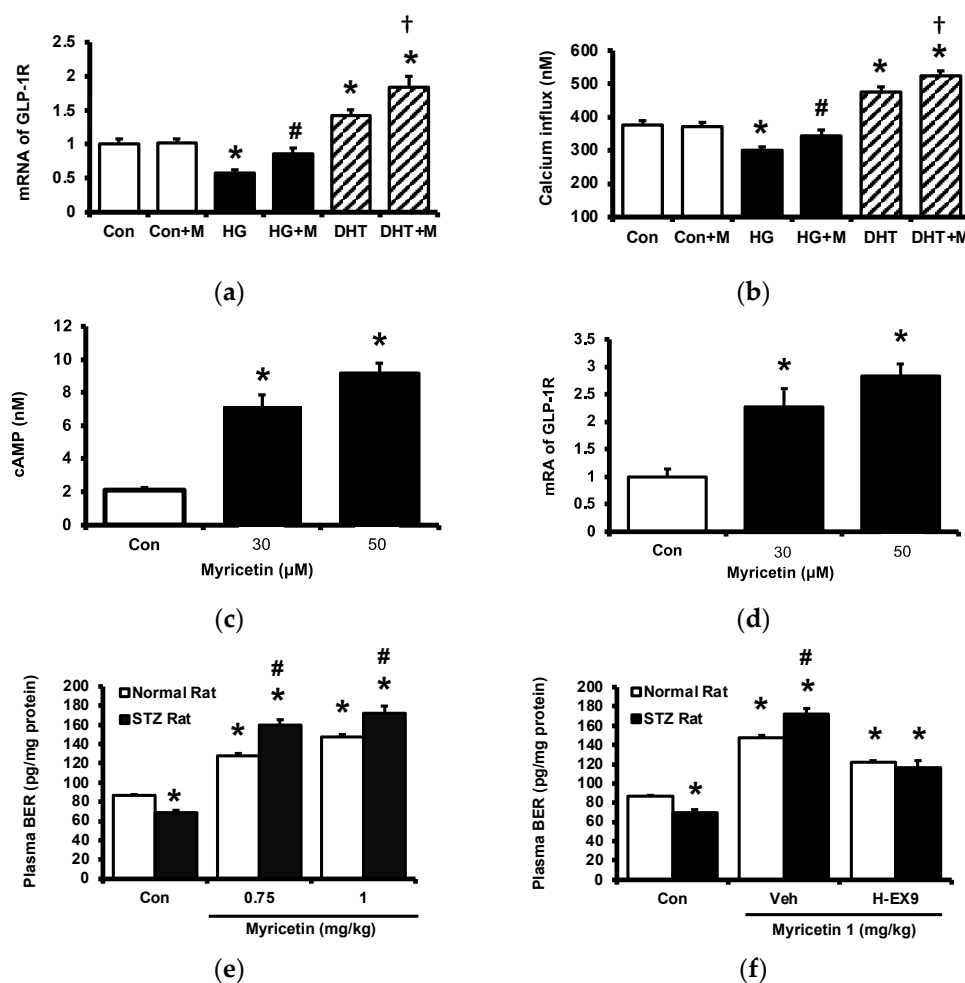 mRNA of GLP-1R
2.5
2
1.5
1
0.5
0
* # * * †
Con Con+M HG HG+M DHT DHT+M
(a)
Calcium influx (nM)
600
500
400
300
200
100
* # * * †
Con Con+M HG HG+M DHT DHT+M
(b)
cAMP (nM)
12
10
8
6
4
2
0
* *
Con 30 50
Myricetin (µM)
(c)
mRA of GLP-1R
3.5
3
2.5
2
1.5
1
0.5
0
* *
Con 30 50
Myricetin (µM)
(d)
Plasma BER (pg/mg protein)
200
180
160
140
120
100
80
60
40
20
0
Normal Rat
STZ Rat
# #
* * * * *
Con 0.75 1
Myricetin (mg/kg)
(e)
Plasma BER (pg/mg protein)
200
180
160
140
120
100
80
60
40
20
0
Normal Rat
STZ Rat
#
* * * * *
Con Veh H-EX9
Myricetin 1 (mg/kg)
(f)